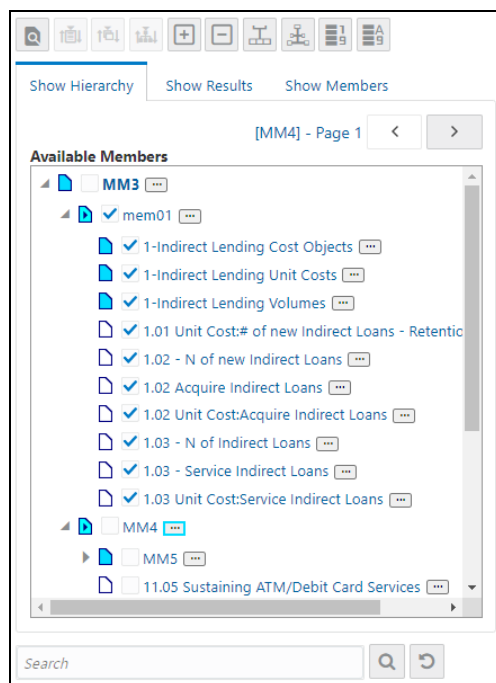 Show Hierarchy Show Results Show Members
[MM4] - Page 1 < >
Available Members
MM3
mem01
1-Indirect Lending Cost Objects
1-Indirect Lending Unit Costs
1-Indirect Lending Volumes
1.01 Unit Cost:# of new Indirect Loans - Retentio
1.02 - N of new Indirect Loans
1.02 Acquire Indirect Loans
1.02 Unit Cost:Acquire Indirect Loans
1.03 - N of Indirect Loans
1.03 - Service Indirect Loans
1.03 Unit Cost:Service Indirect Loans
MM4
MM5
11.05 Sustaining ATM/Debit Card Services
Search